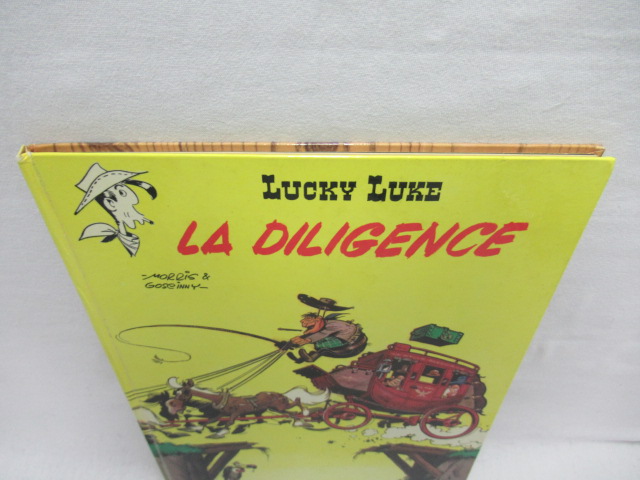 LUCKY LUKE
LA DILIGENCE
MORRIS &
GOSCINNY